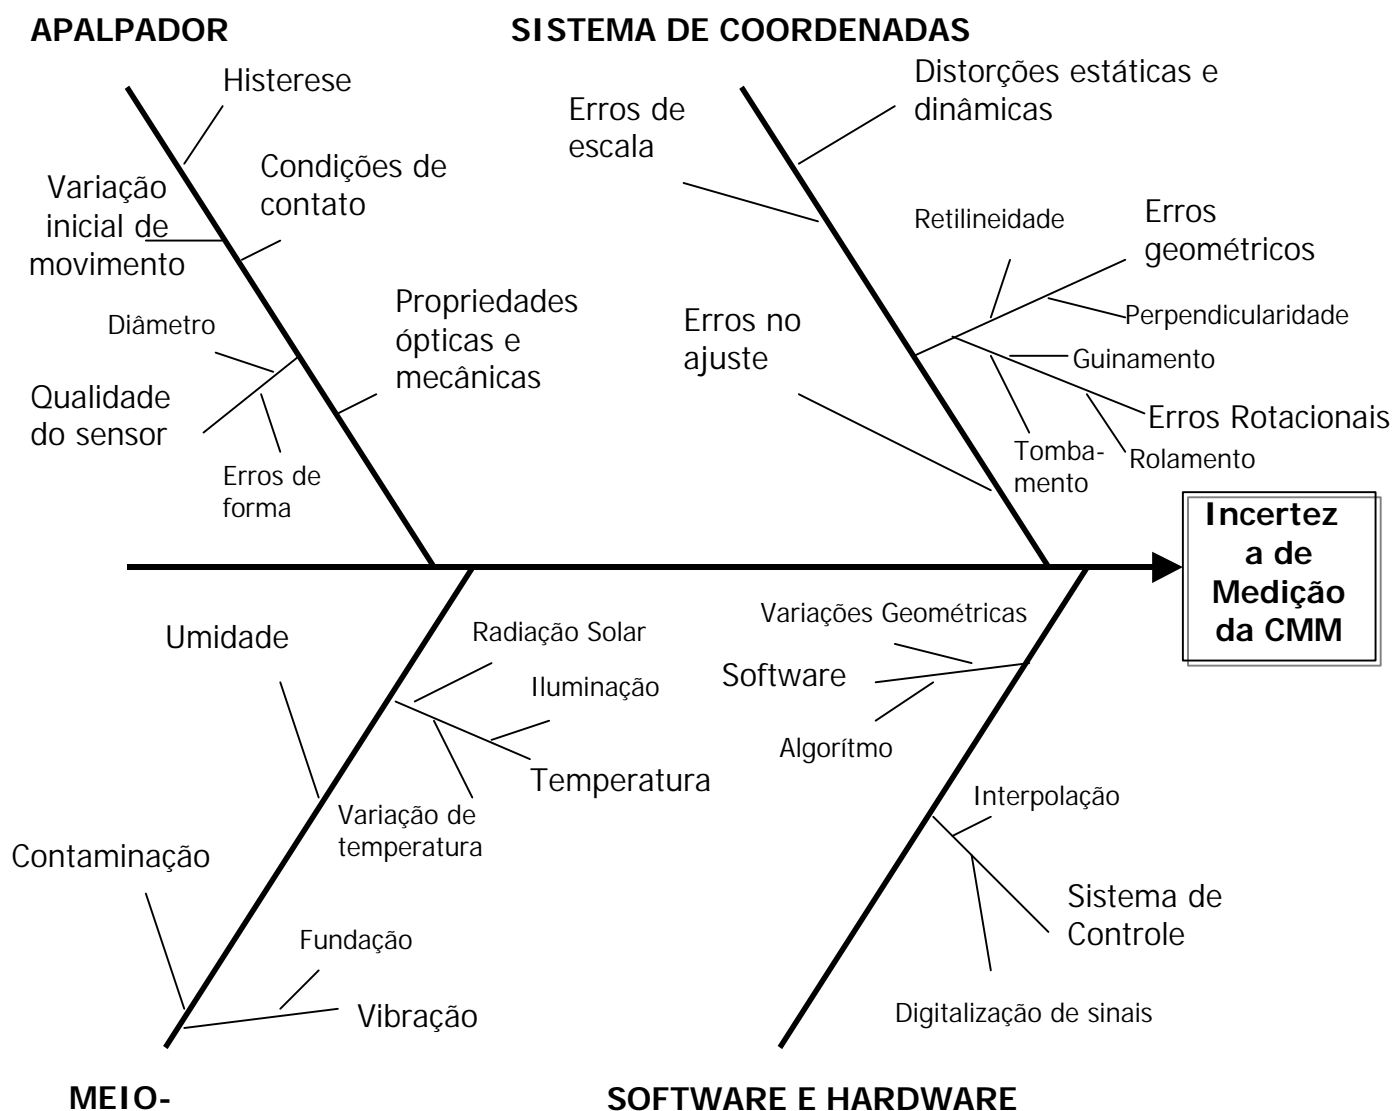 APALPADOR
SISTEMA DE COORDENADAS
Histerese
Distorções estáticas e
dinâmicas
Erros de
escala
Condições de
contato
Variação
inicial de
movimento
Retilineidade
Erros
geométricos
Propriedades
ópticas e
mecânicas
Diâmetro
Erros no
ajuste
Perpendicularidade
Guinamento
Qualidade
do sensor
Erros Rotacionais
Tomba-
mento
Rolamento
Erros de
forma
Incertez
a de
Medição
da CMM
Umidade
Radiação Solar
Iluminação
Temperatura
Variação de
temperatura
Contaminação
Fundação
Vibração
Variações Geométricas
Software
Algorítmo
Interpolação
Sistema de
Controle
Digitalização de sinais
MEIO-
SOFTWARE E HARDWARE